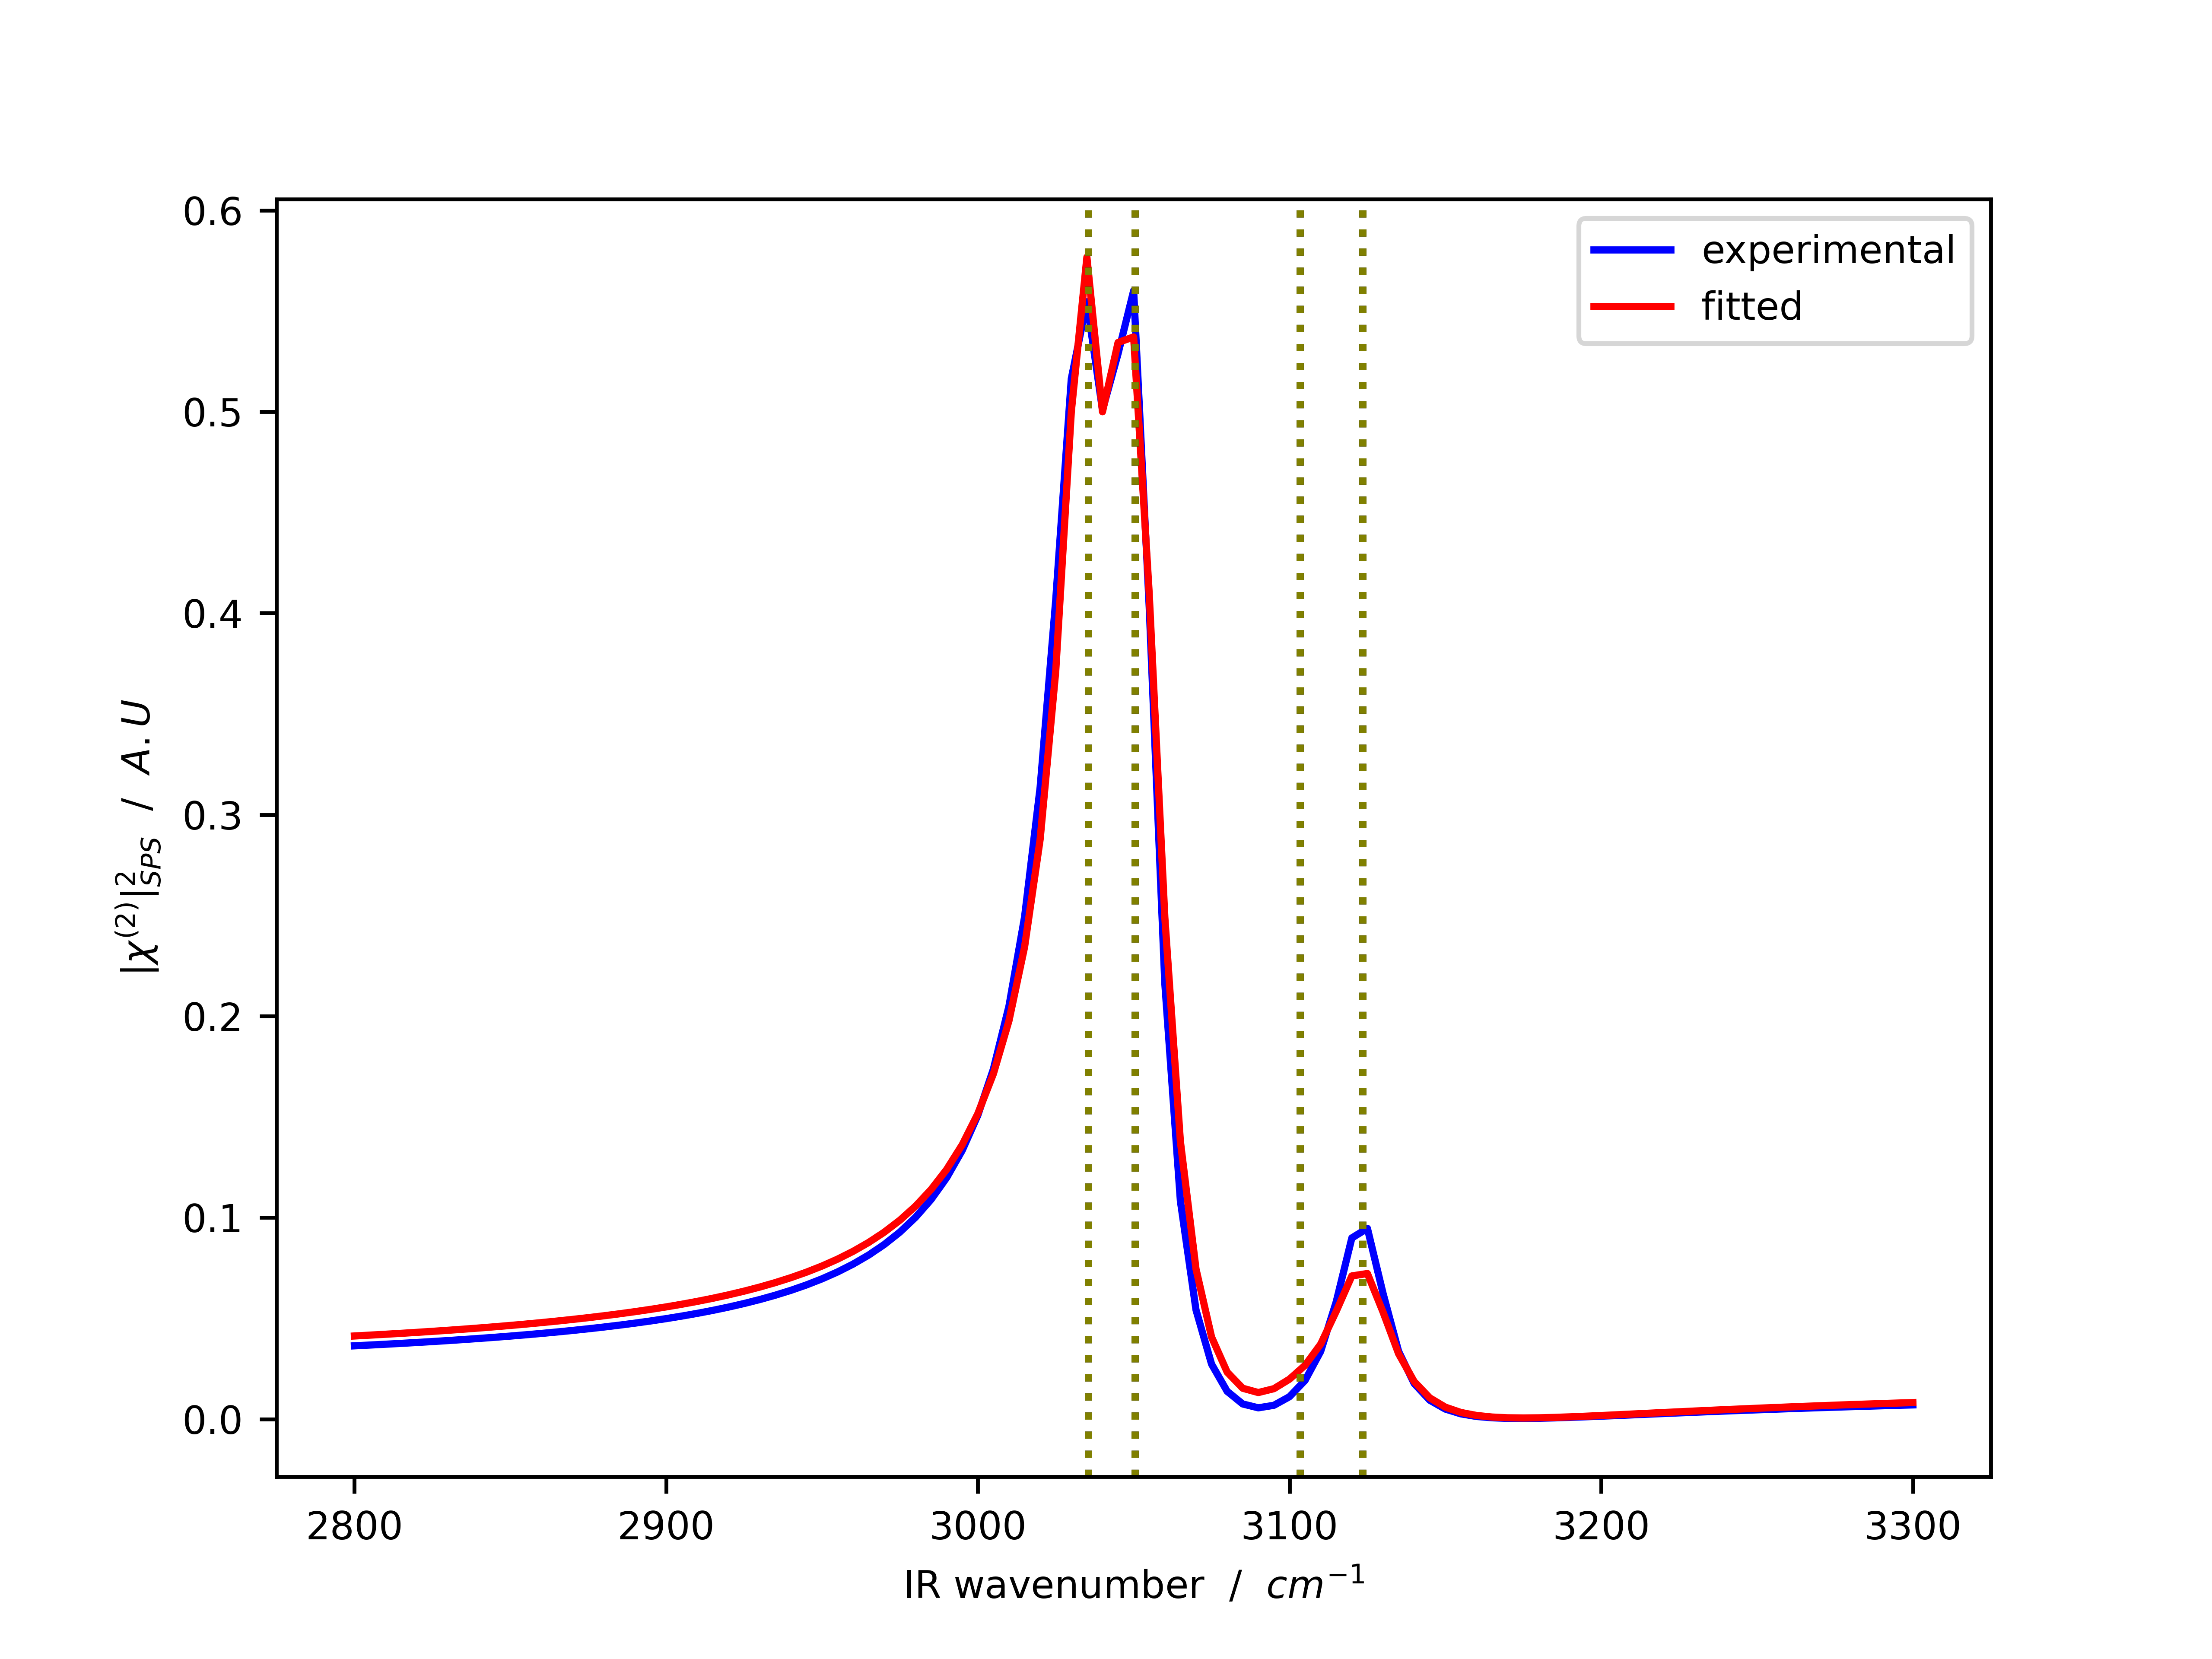 experimental
fitted
0.6
0.5
0.4
0.3
0.2
0.1
0.0
|χ⁽²⁾|²SPS / A.U
2800 2900 3000 3100 3200 3300
IR wavenumber / cm⁻¹